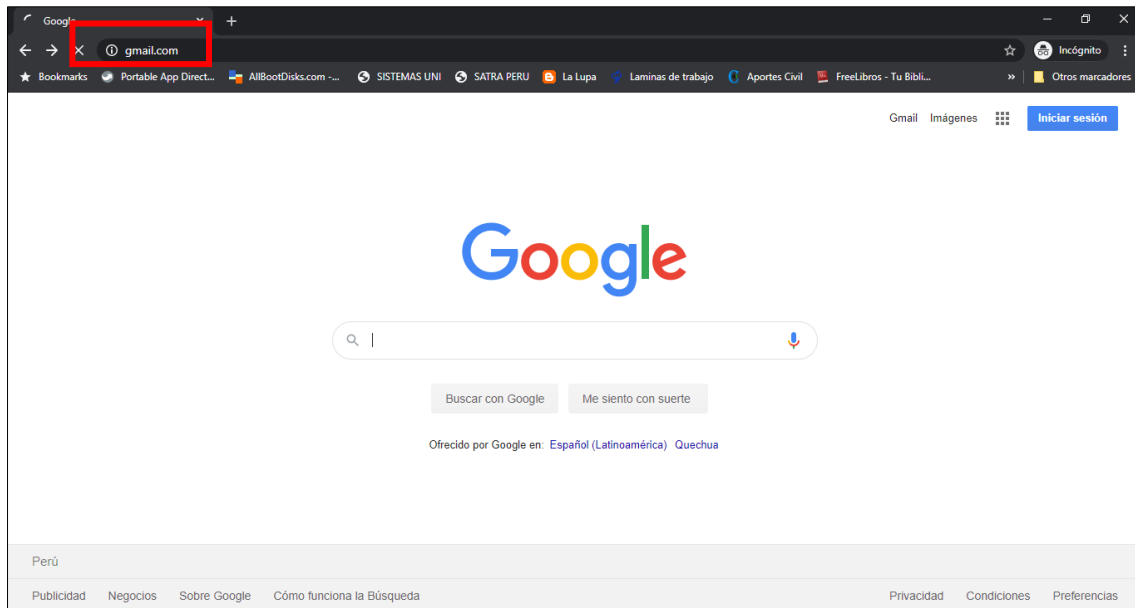 Google
gmail.com
Incógnito
Bookmarks Portable App Direct... AllBootDisks.com -... SISTEMAS UNI SATRA PERU La Lupa Laminas de trabajo Aportes Civil FreeLibros - Tu Bibli... » Otros marcadores
Gmail Imágenes Iniciar sesión
Google
Buscar con Google Me siento con suerte
Ofrecido por Google en: Español (Latinoamérica) Quechua
Perú
Publicidad Negocios Sobre Google Cómo funciona la Búsqueda Privacidad Condiciones Preferencias